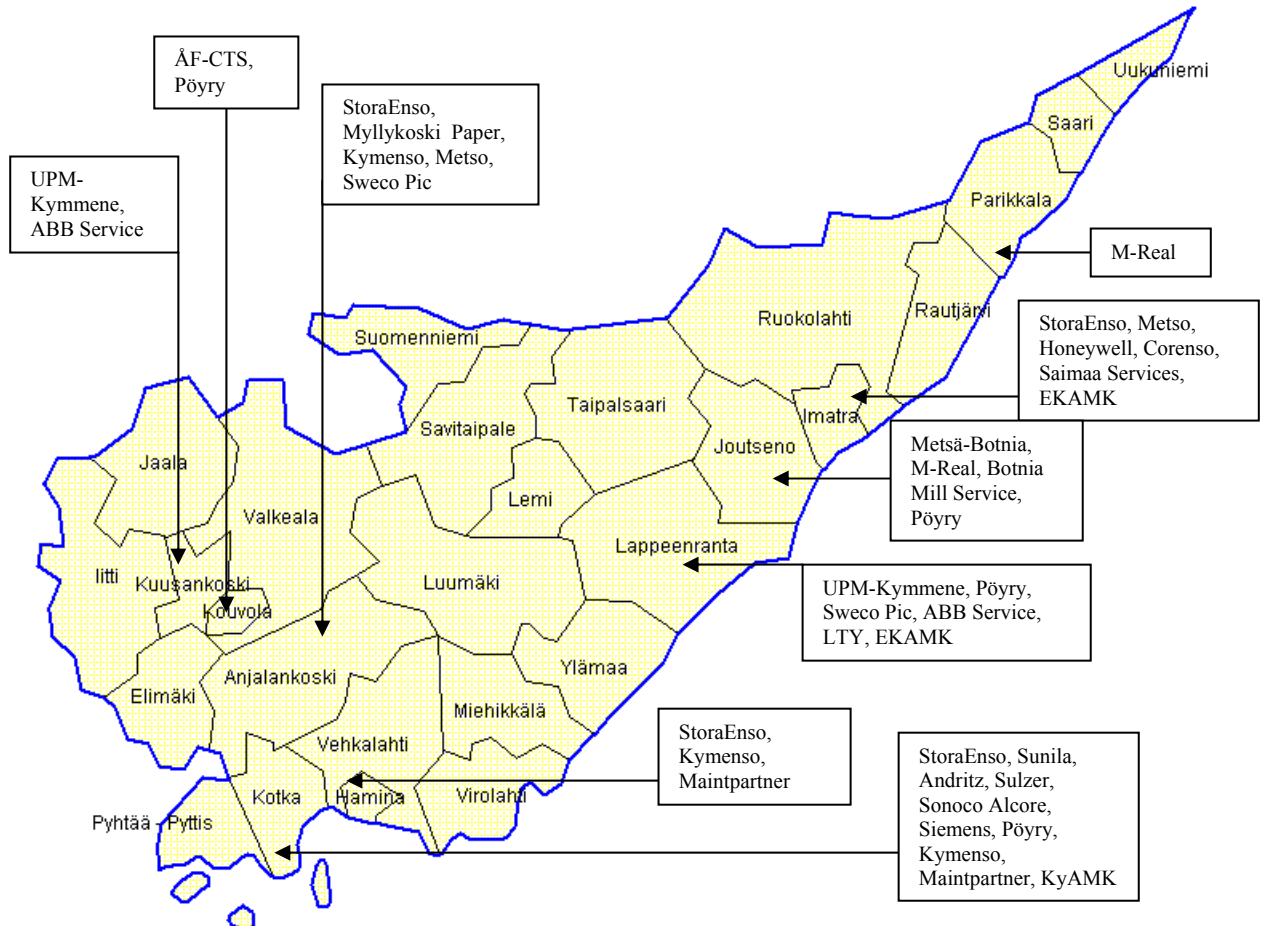 ÅF-CTS,
Pöyry
StoraEnso,
Myllykoski Paper,
Kymenso, Metso,
Sweco Pic
UPM-
Kymmene,
ABB Service
Uukuniemi
Saari
Parikkala
M-Real
Ruokolahti
Rautjärvi
Suomenniemi
StoraEnso, Metso,
Honeywell, Corenso,
Saimaa Services,
EKAMK
Taipalsaari
Imatra
Savitaipale
Joutseno
Metsä-Botnia,
M-Real, Botnia
Mill Service,
Pöyry
Jaala
Lemi
Valkeala
Lappeenranta
Iitti
Kuusankoski
Luumäki
Kouvola
UPM-Kymmene, Pöyry,
Sweco Pic, ABB Service,
LTY, EKAMK
Ylämaa
Anjalankoski
Elimäki
Miehikkälä
Vehkalahti
StoraEnso,
Kymenso,
Maintpartner
StoraEnso, Sunila,
Andritz, Sulzer,
Sonoco Alcore,
Siemens, Pöyry,
Kymenso,
Maintpartner, KyAMK
Kotka
Hamina
Virolahti
Pyhtää - Pyttis